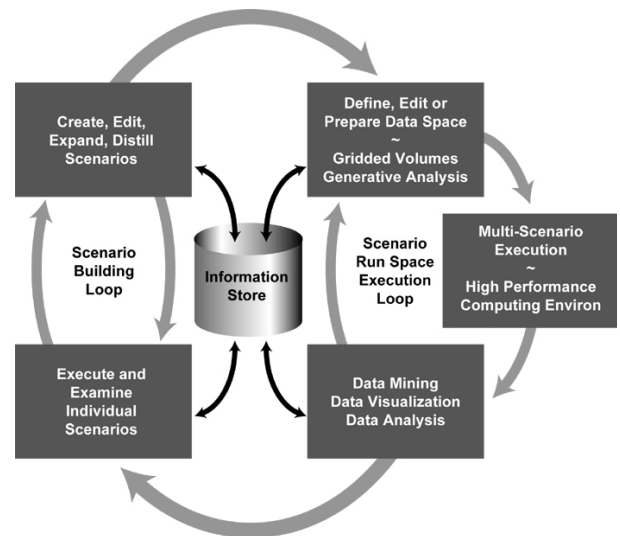 Create, Edit,
Expand, Distill
Scenarios
Define, Edit or
Prepare Data Space
~
Gridded Volumes
Generative Analysis
Multi-Scenario
Execution
~
High Performance
Computing Environ
Scenario
Building
Loop
Information
Store
Scenario
Run Space
Execution
Loop
Execute and
Examine
Individual
Scenarios
Data Mining
Data Visualization
Data Analysis